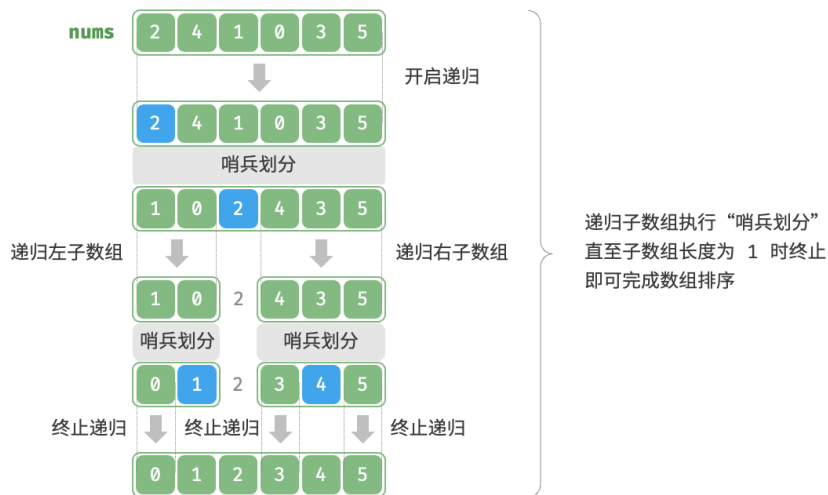 nums 2 4 1 0 3 5
开启递归
2 4 1 0 3 5
哨兵划分
1 0 2 4 3 5
递归左子数组
递归右子数组
1 0 2 4 3 5
哨兵划分 哨兵划分
0 1 2 3 4 5
终止递归 终止递归 终止递归
0 1 2 3 4 5
递归子数组执行“哨兵划分”
直至子数组长度为 1 时终止
即可完成数组排序